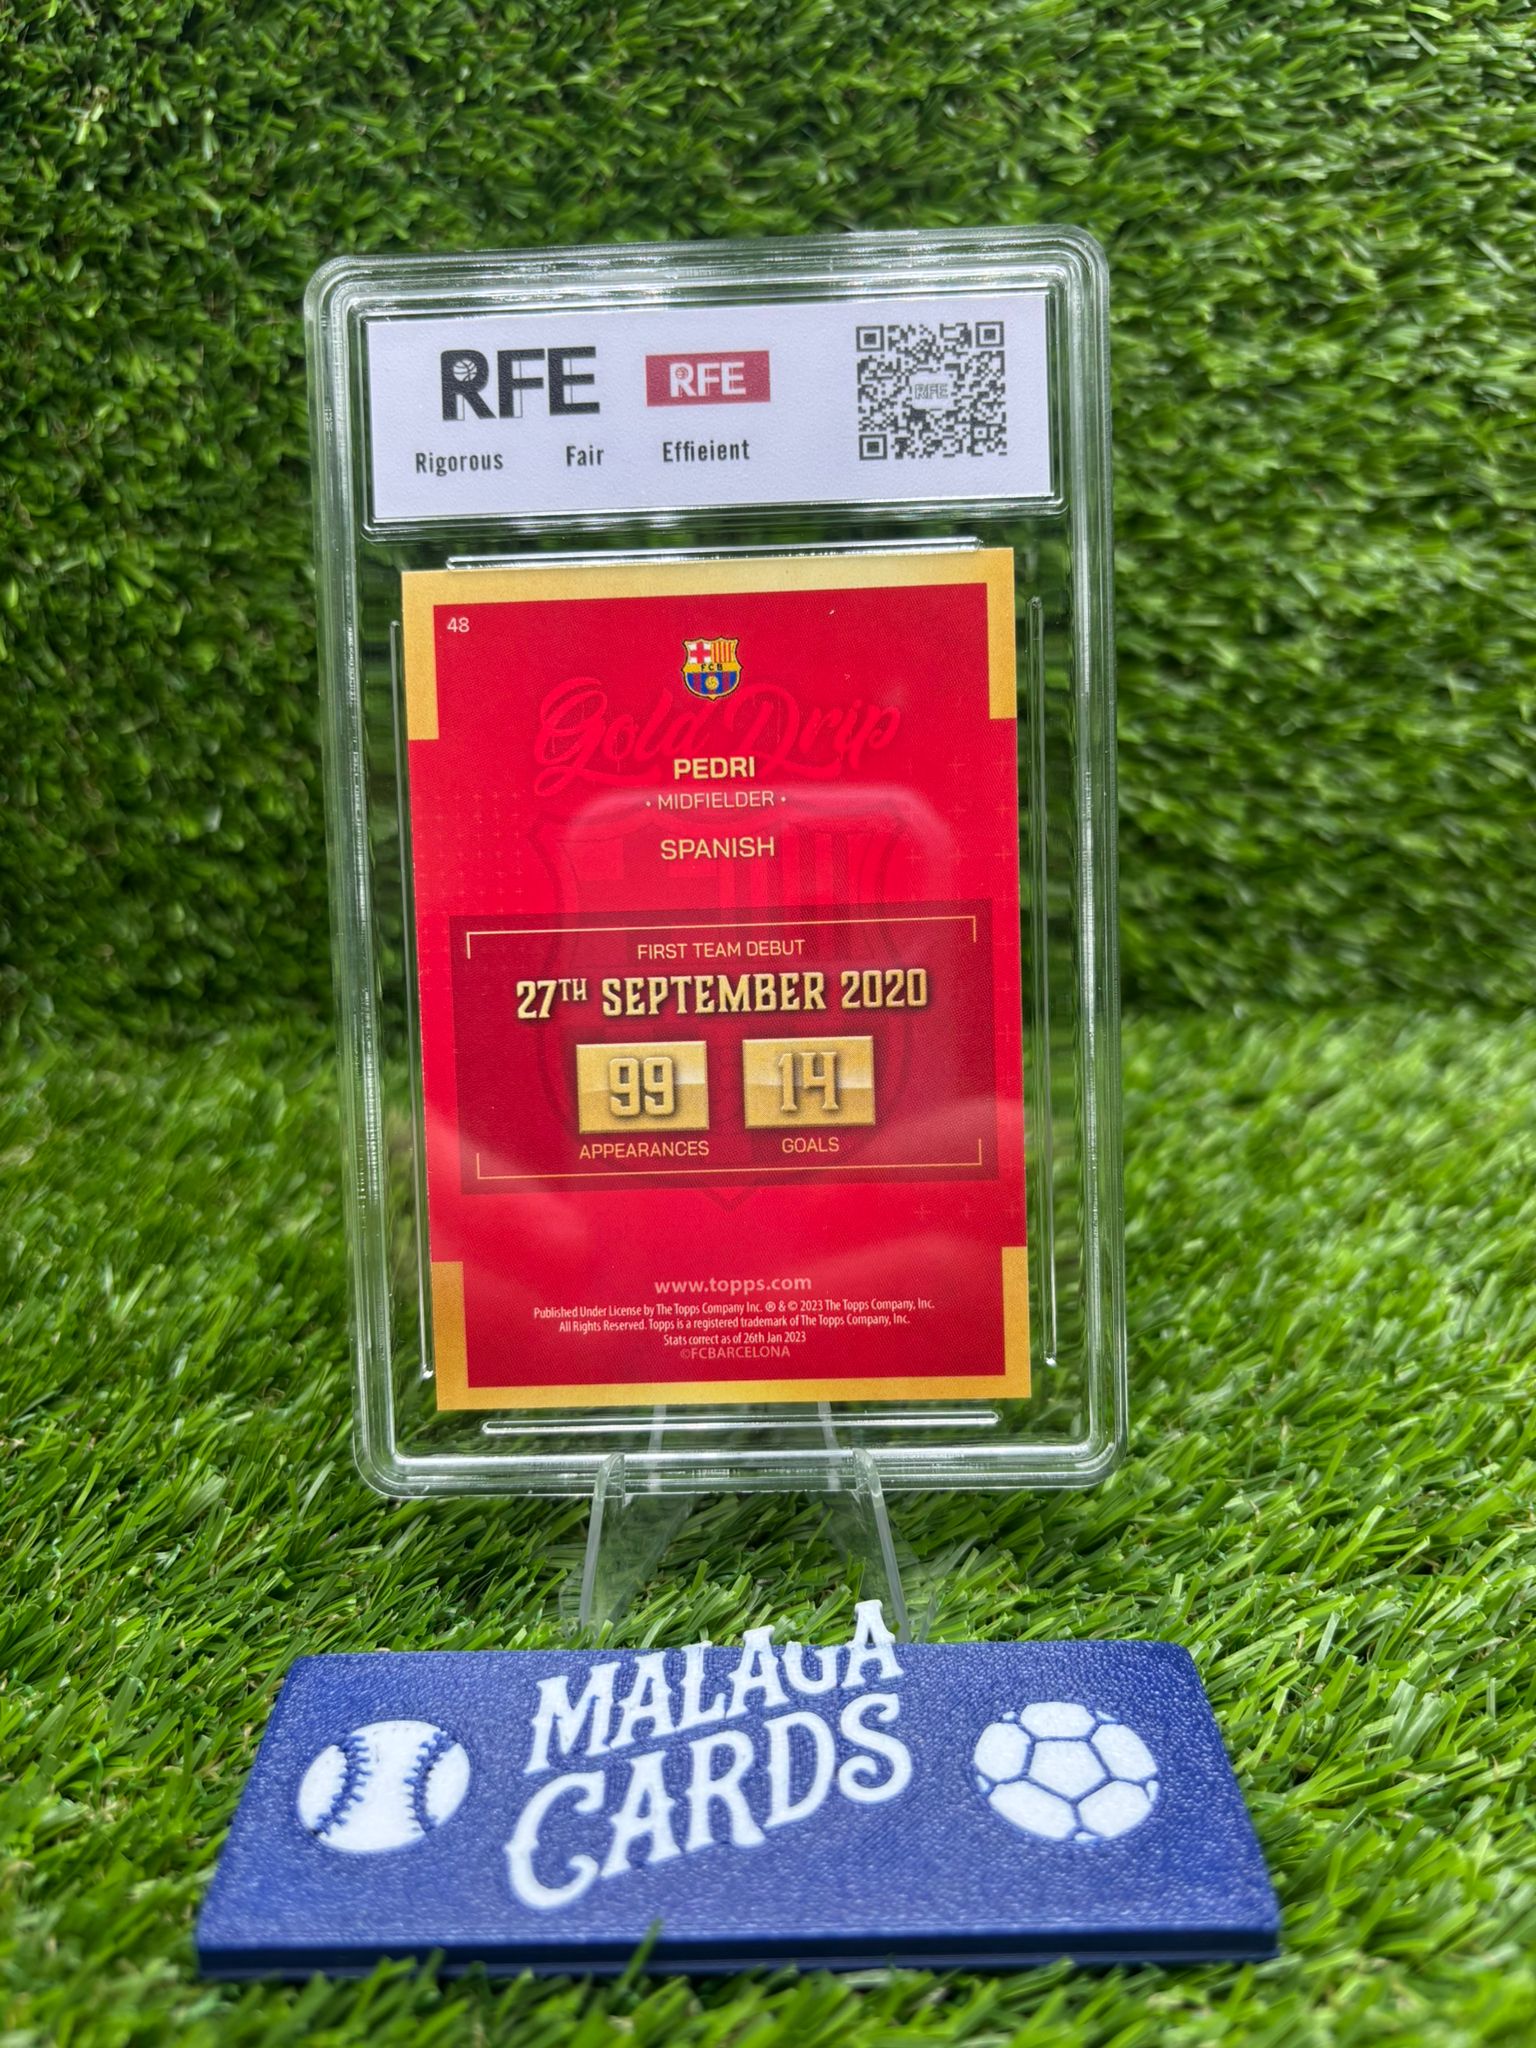 RFE
RFE
RFE
Rigorous Fair Effieient
48
FCB
Gold Drip
PEDRI
• MIDFIELDER •
SPANISH
FIRST TEAM DEBUT
27TH SEPTEMBER 2020
99 14
APPEARANCES GOALS
www.topps.com
Published Under License by The Topps Company Inc. ® & © 2023 The Topps Company, Inc.
All Rights Reserved. Topps is a registered trademark of The Topps Company, Inc.
Stats correct as of 26th Jan 2023
©FCBARCELONA
MALAGA
CARDS